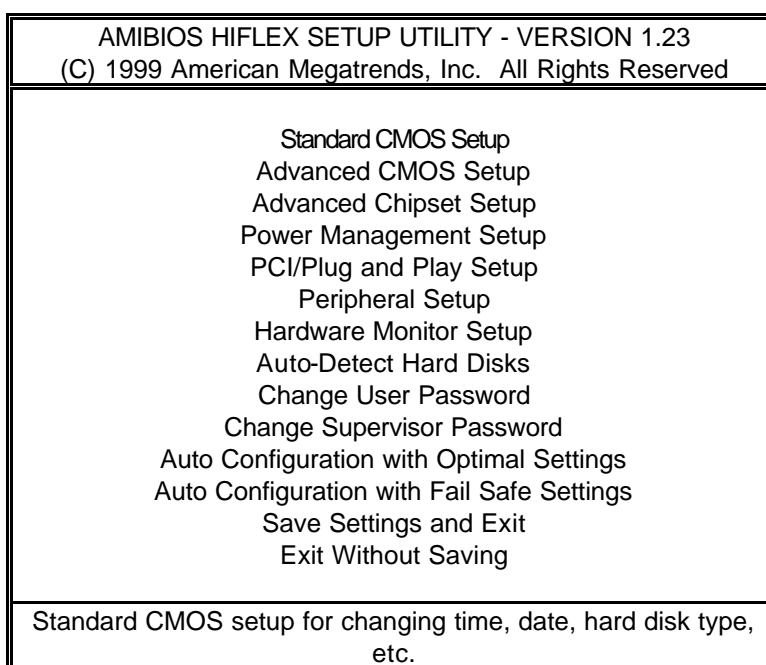 AMIBIOS HIFLEX SETUP UTILITY - VERSION 1.23
(C) 1999 American Megatrends, Inc. All Rights Reserved
Standard CMOS Setup
Advanced CMOS Setup
Advanced Chipset Setup
Power Management Setup
PCI/Plug and Play Setup
Peripheral Setup
Hardware Monitor Setup
Auto-Detect Hard Disks
Change User Password
Change Supervisor Password
Auto Configuration with Optimal Settings
Auto Configuration with Fail Safe Settings
Save Settings and Exit
Exit Without Saving
Standard CMOS setup for changing time, date, hard disk type,
etc.